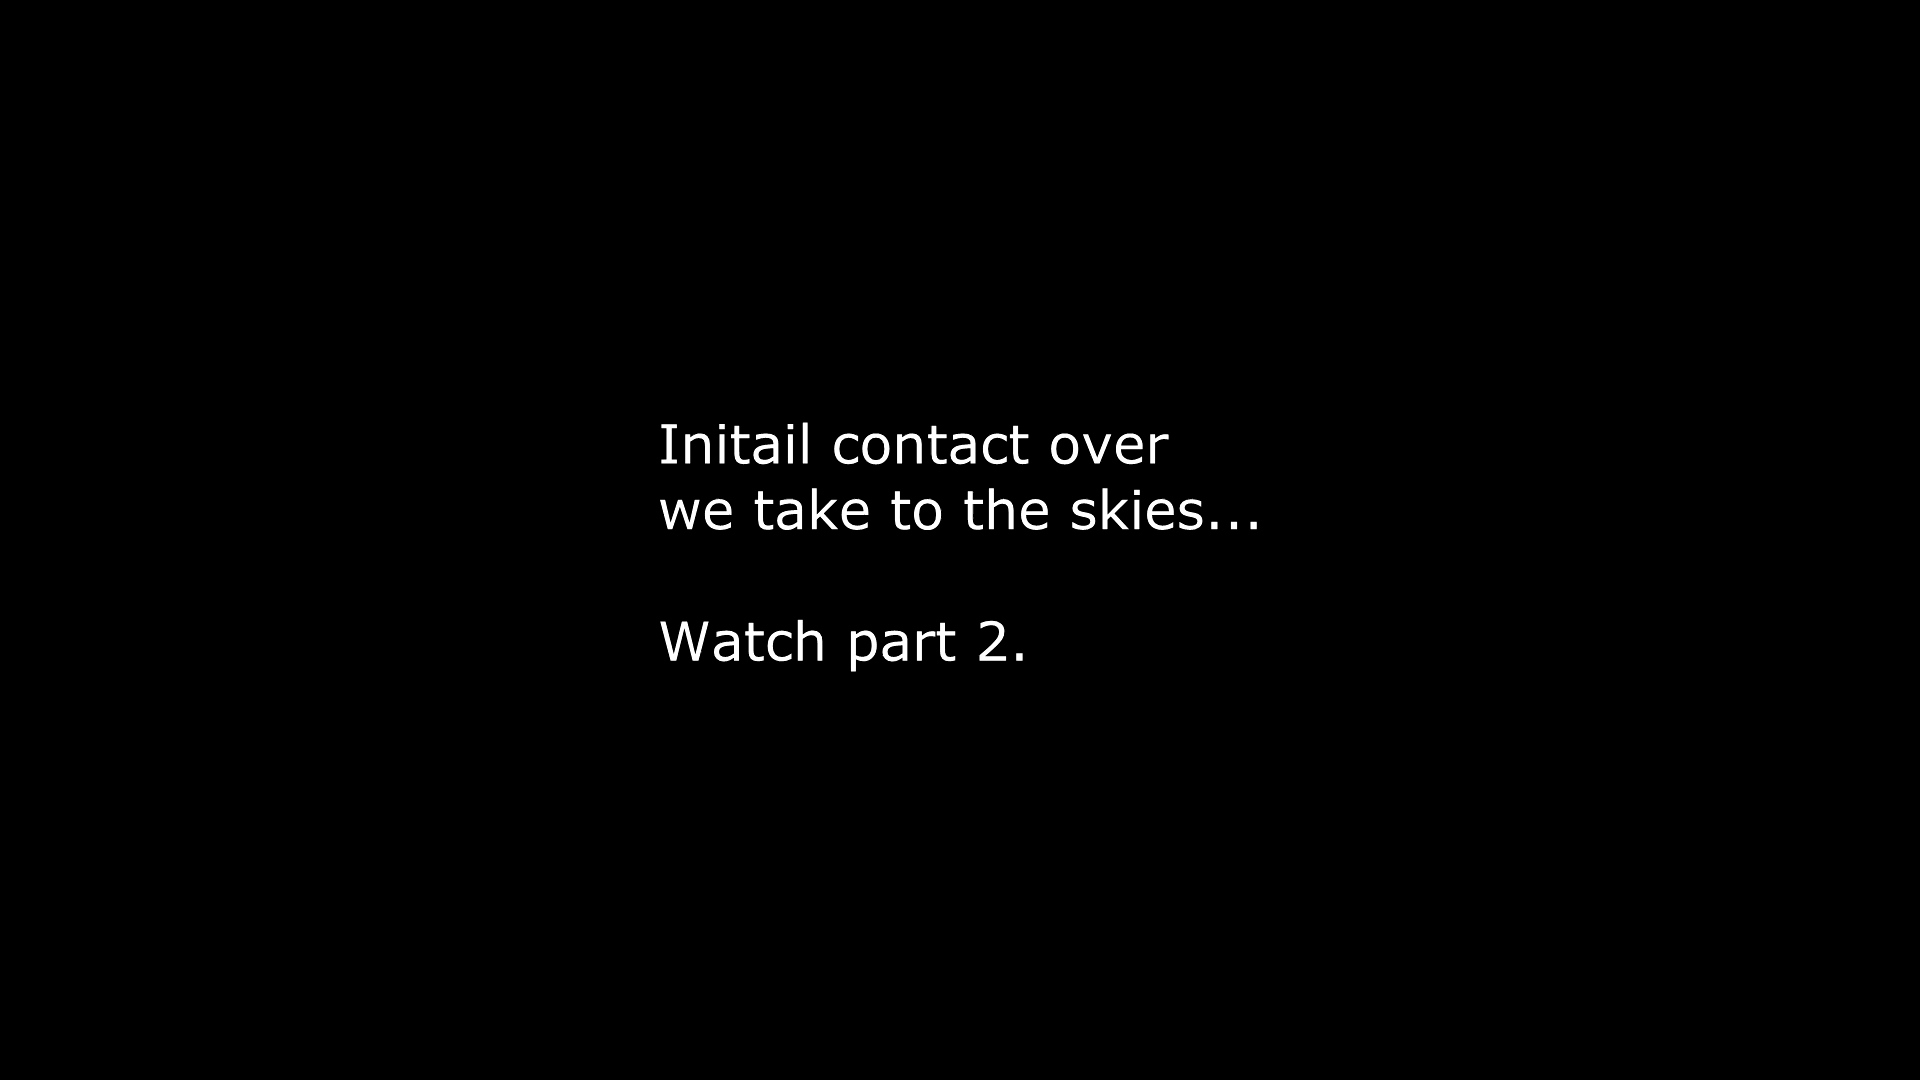 Initail contact over
we take to the skies...
Watch part 2.